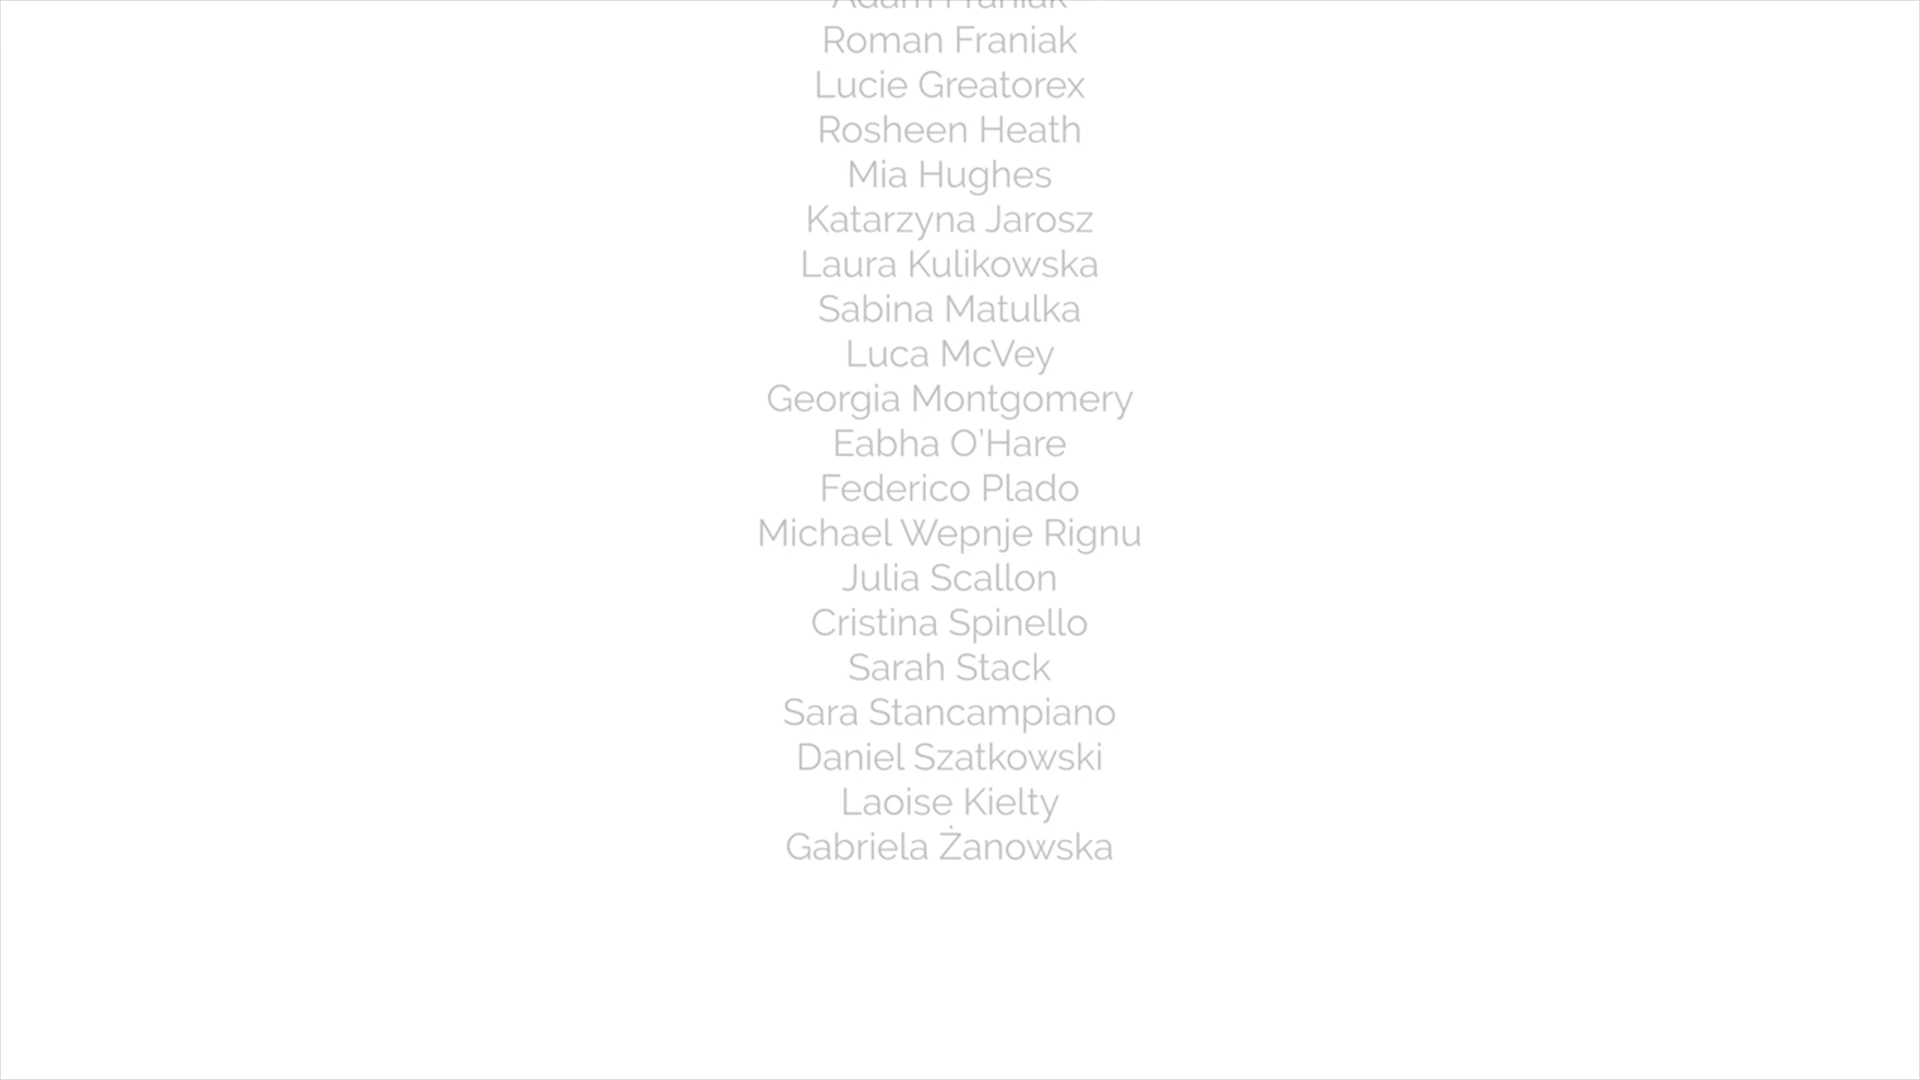 Adam Franiak
Roman Franiak
Lucie Greatorex
Rosheen Heath
Mia Hughes
Katarzyna Jarosz
Laura Kulikowska
Sabina Matulka
Luca McVey
Georgia Montgomery
Eabha O'Hare
Federico Plado
Michael Wepnje Rignu
Julia Scallon
Cristina Spinello
Sarah Stack
Sara Stancampiano
Daniel Szatkowski
Laoise Kielty
Gabriela Żanowska